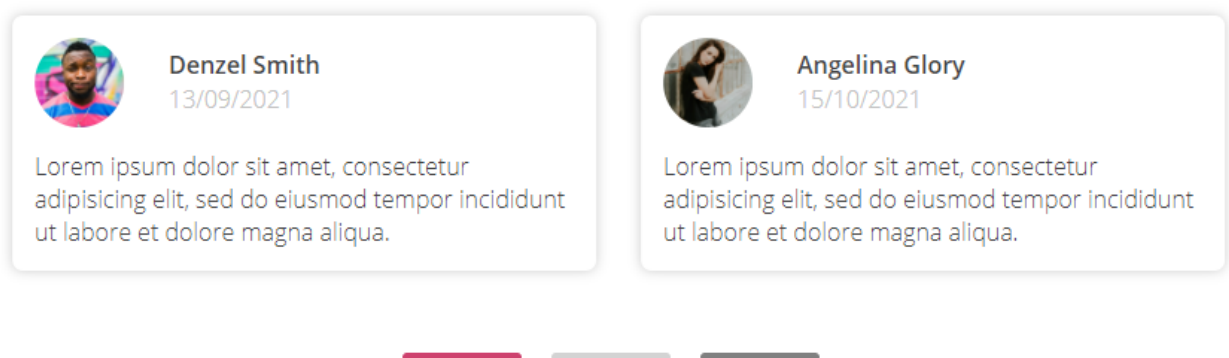 Denzel Smith
13/09/2021
Lorem ipsum dolor sit amet, consectetur
adipisicing elit, sed do eiusmod tempor incididunt
ut labore et dolore magna aliqua.
Angelina Glory
15/10/2021
Lorem ipsum dolor sit amet, consectetur
adipisicing elit, sed do eiusmod tempor incididunt
ut labore et dolore magna aliqua.